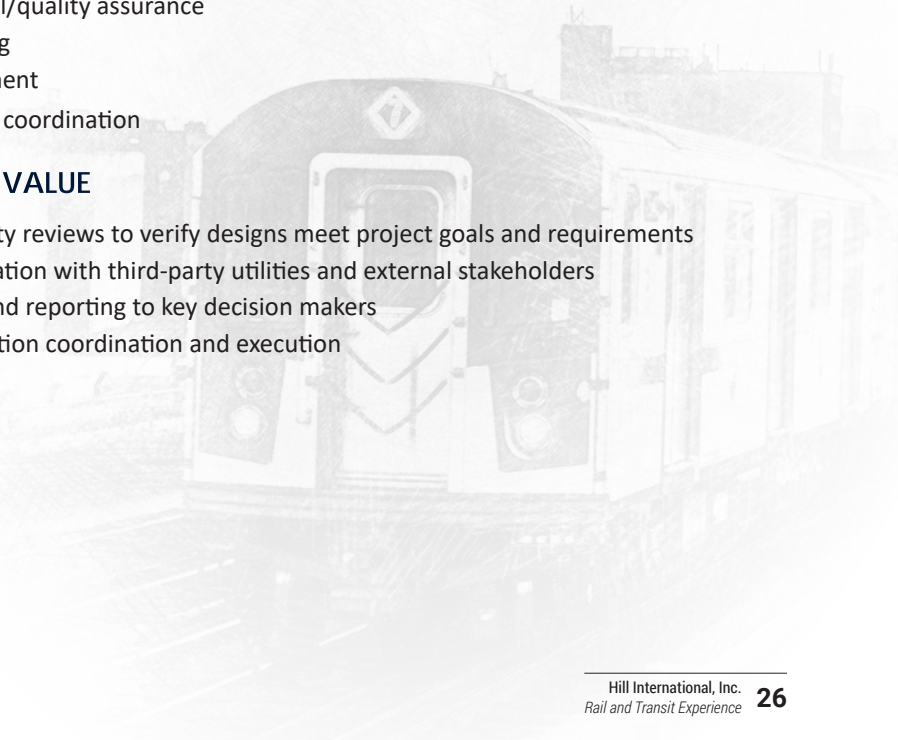 l/quality assurance
g
nent
coordination
VALUE
ty reviews to verify designs meet project goals and requirements
ation with third-party utilities and external stakeholders
nd reporting to key decision makers
tion coordination and execution
7
Hill International, Inc.
Rail and Transit Experience 26